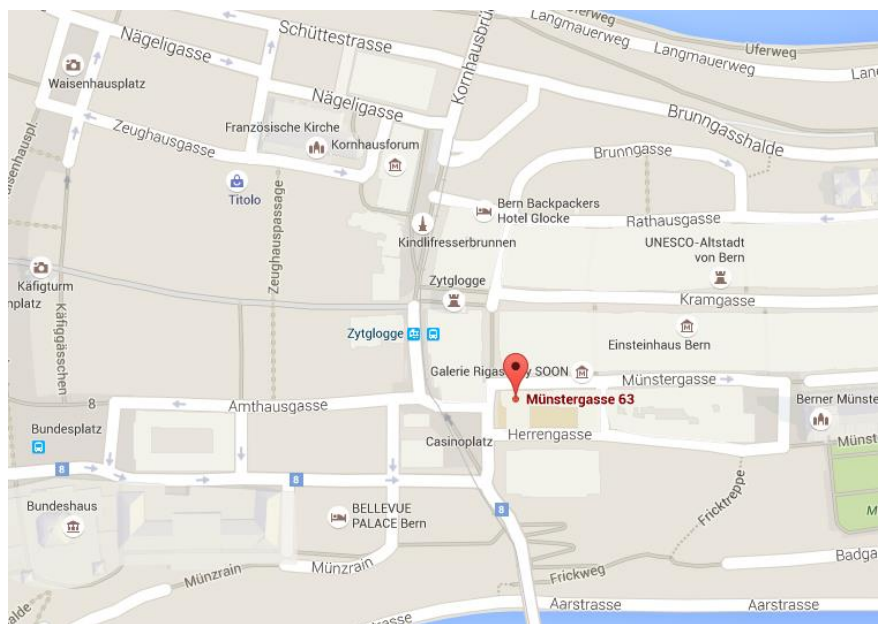 Uferweg
Langmauerweg
Langmauerweg
Uferweg
Schüttestrasse
Nägeligasse
Kornhausbrü
Waisenhausplatz
Nägeligasse
Brunngasshalde
Zeughausgasse
Französische Kirche
Kornhausforum
Brunngasse
Titolo
Bern Backpackers
Hotel Glocke
Rathausgasse
Kindlifresserbrunnen
UNESCO-Altstadt
von Bern
Zeughauspassage
Käfigturm
Zytglogge
Kramgasse
Käfiggässchen
Zytglogge
Einsteinhaus Bern
Galerie Rigas
SOON
Münstergasse
Münstergasse 63
8
Amthausgasse
Berner Münste
Bundesplatz
Casinoplatz
Herrengasse
Münst
8
8
Bundeshaus
8
BELLEVUE
PALACE Bern
Fricktreppe
M
Münzrain
Münzrain
Badga
Frickweg
Aarstrasse
Aarstrasse